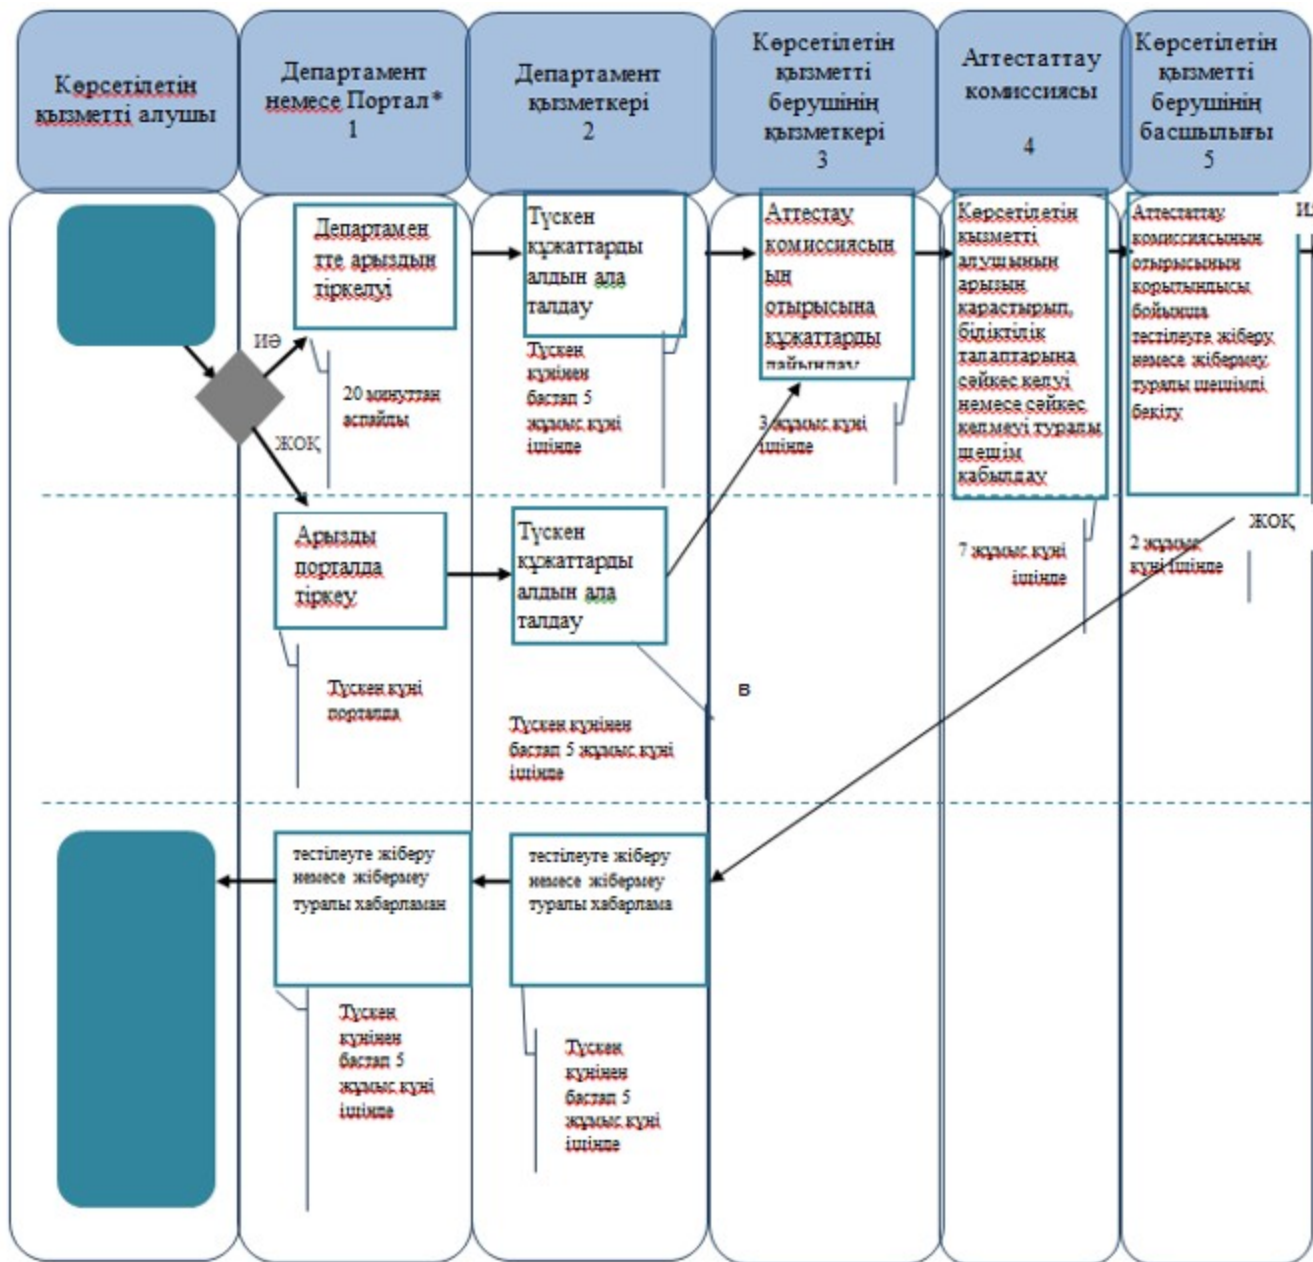 Көрсетілетін
қызметті алушы
Департамент
немесе Портал*
1
Департамент
қызметкері
2
Көрсетілетін
қызметті
берушінің
қызметкері
3
Аттестаттау
комиссиясы
4
Көрсетілетін
қызметті
берушінің
басшылығы
5
Департамен
тте арыздың
тіркелуі
Түскен
құжаттарды
алдын ала
талдау
Аттестау
комиссиясын
ың
отырысына
құжаттарды
дайындау
Көрсетілетін
қызметті
алушының
арызын
қарастырып,
біліктілік
талаптарына
сәйкес келуі
немесе сәйкес
келмеуі туралы
шешім
қабылдау
Аттестаттау
комиссиясының
отырысының
қорытындысы
бойынша
тестілеуге жіберу
немесе жібермеу
туралы шешімді
бекіту
ИӘ
20 минуттан
аспайды
Түскен
күнінен
бастап 5
жұмыс күні
ішінде
3 жұмыс күні
ішінде
7 жұмыс күні
ішінде
2 жұмыс
күні ішінде
ЖОҚ
ЖОҚ
Арызды
порталда
тіркеу
Түскен
құжаттарды
алдын ала
талдау
Түскен күні
порталда
Түскен күнінен
бастап 5 жұмыс күні
ішінде
В
тестілеуге жіберу
немесе жібермеу
туралы хабарламан
тестілеуге жіберу
немесе жібермеу
туралы хабарлама
Түскен
күнінен
бастап 5
жұмыс күні
ішінде
Түскен
күнінен
бастап 5
жұмыс күні
ішінде